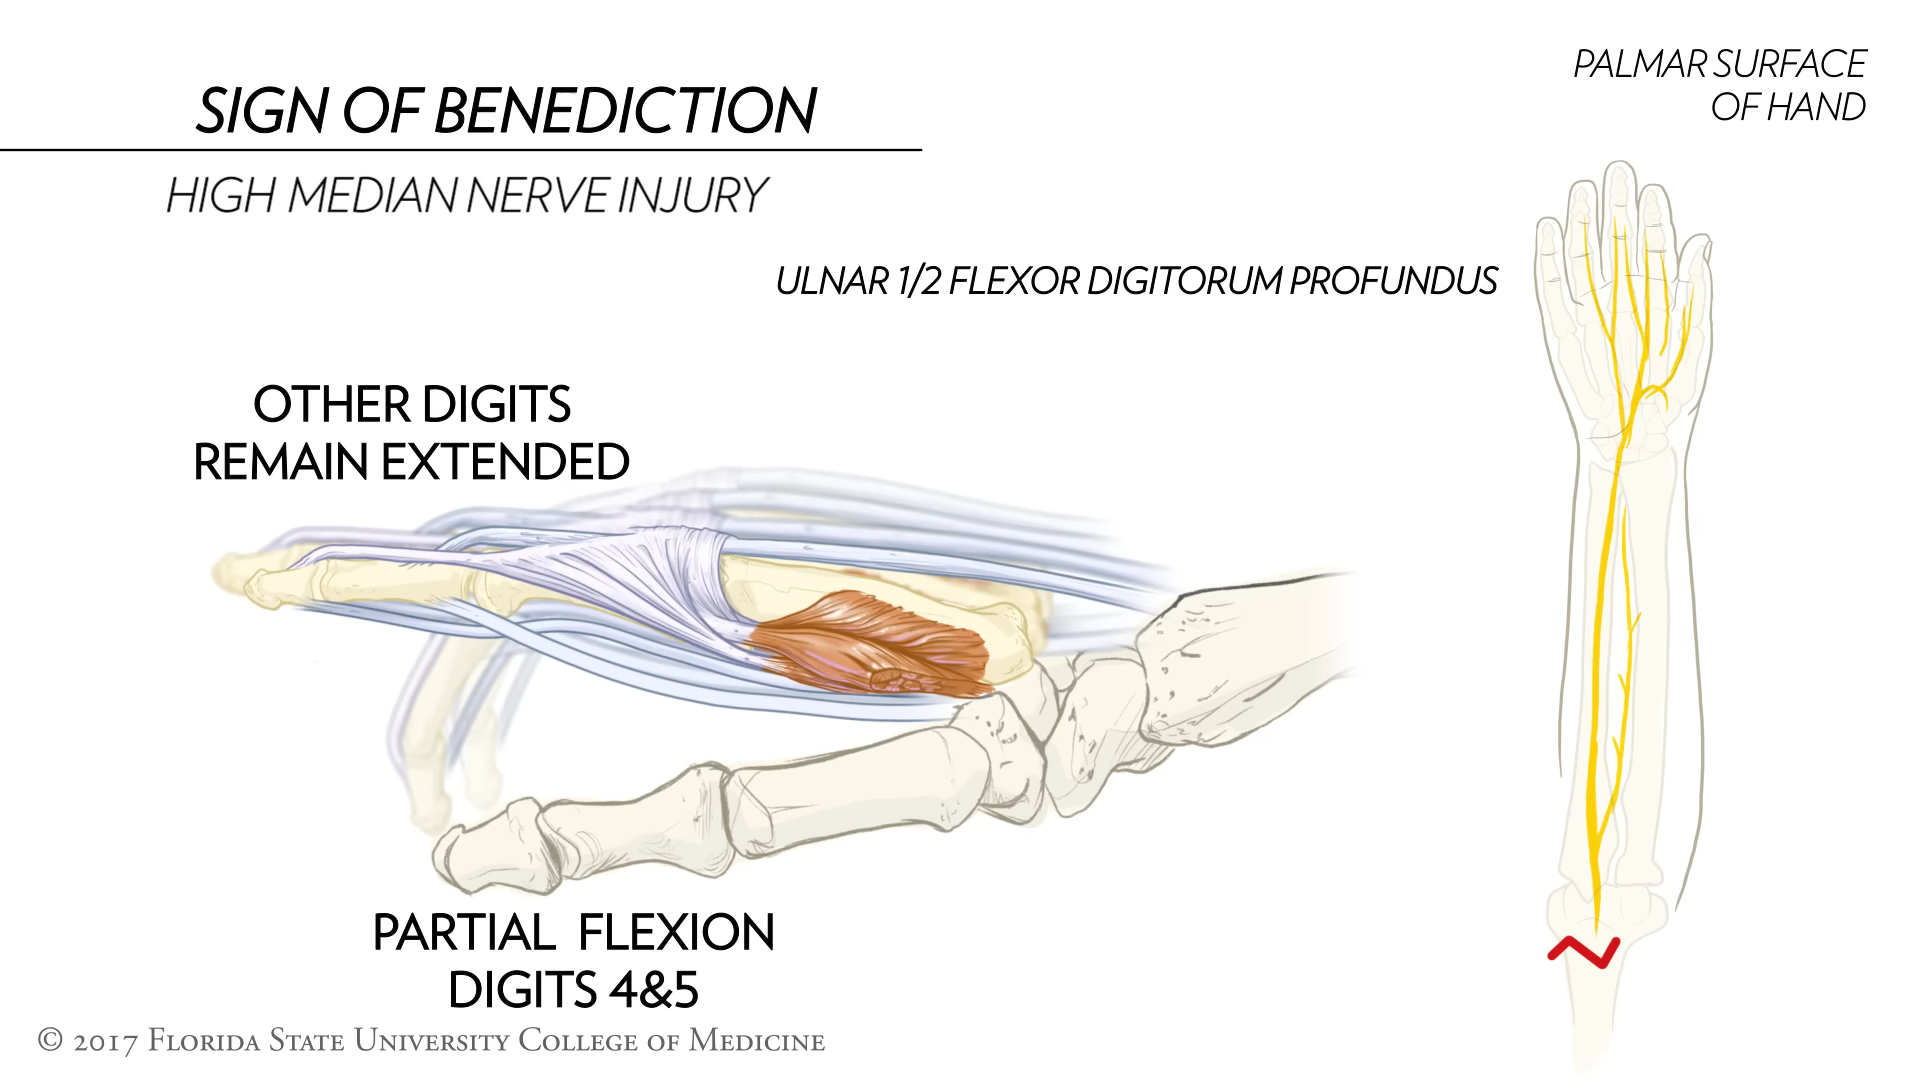 SIGN OF BENEDICTION
HIGH MEDIAN NERVE INJURY
PALMAR SURFACE
OF HAND
ULNAR 1/2 FLEXOR DIGITORUM PROFUNDUS
OTHER DIGITS
REMAIN EXTENDED
PARTIAL FLEXION
DIGITS 4&5
© 2017 Florida State University College of Medicine